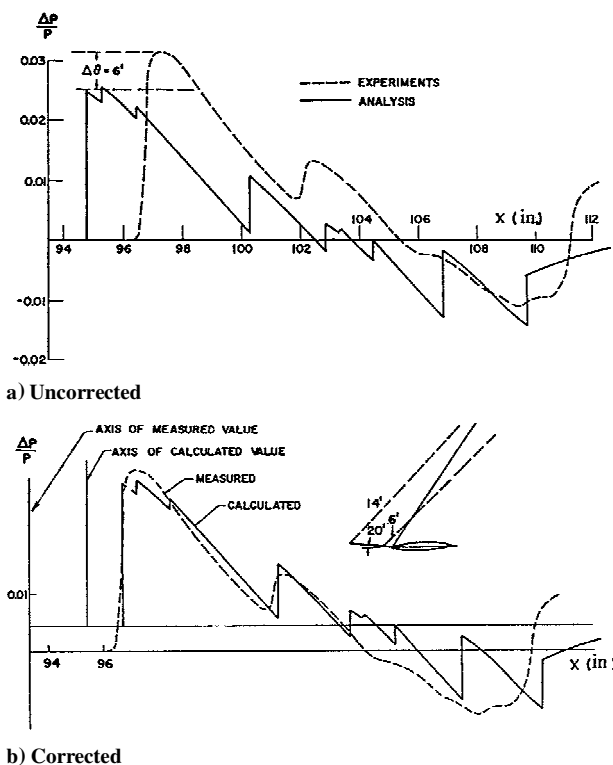 ΔP
P
0.03
Δθ = 6'
--- EXPERIMENTS
— ANALYSIS
0.02
0.01
104 106 X (in.) 112
94 96 98 100 102 108 110
-0.01
-0.02
a) Uncorrected
AXIS OF MEASURED VALUE
ΔP
P
AXIS OF CALCULATED VALUE
MEASURED
CALCULATED
14'
20' 6'
0.01
94 96 X (in.)
b) Corrected